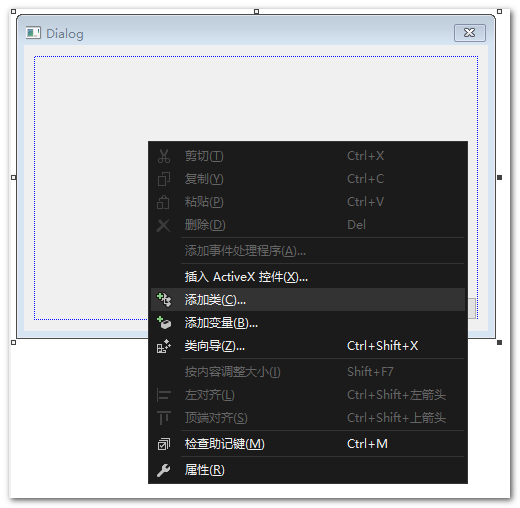 Dialog
剪切(T) Ctrl+X
复制(Y) Ctrl+C
粘贴(P) Ctrl+V
删除(D) Del
添加事件处理程序(A)...
插入 ActiveX 控件(X)...
添加类(C)...
添加变量(B)...
类向导(Z)... Ctrl+Shift+X
按内容调整大小(I) Shift+F7
左对齐(L) Ctrl+Shift+左箭头
顶端对齐(S) Ctrl+Shift+上箭头
检查助记键(M) Ctrl+M
属性(R)